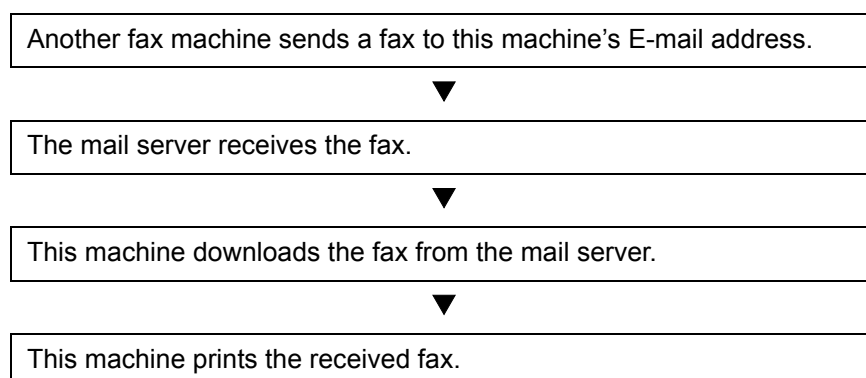 Another fax machine sends a fax to this machine’s E-mail address.
The mail server receives the fax.
This machine downloads the fax from the mail server.
This machine prints the received fax.